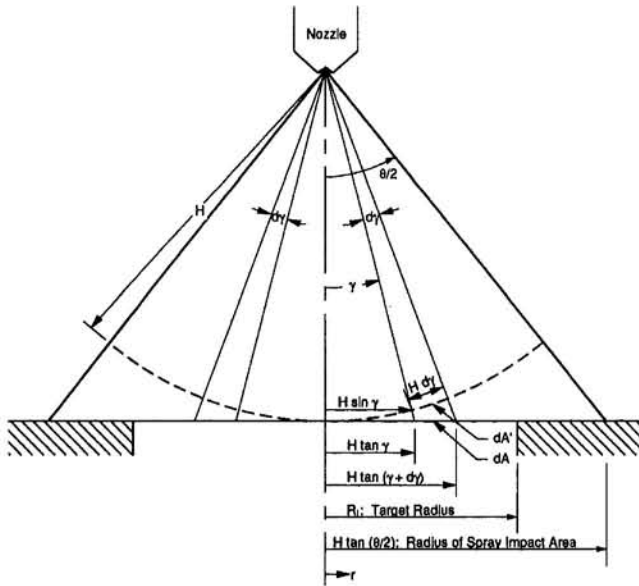 Nozzle
θ/2
H
dγ
dγ
γ
H dγ
H sin γ
dA'
dA
H tan γ
H tan (γ + dγ)
R_i: Target Radius
H tan (θ/2): Radius of Spray Impact Area
r